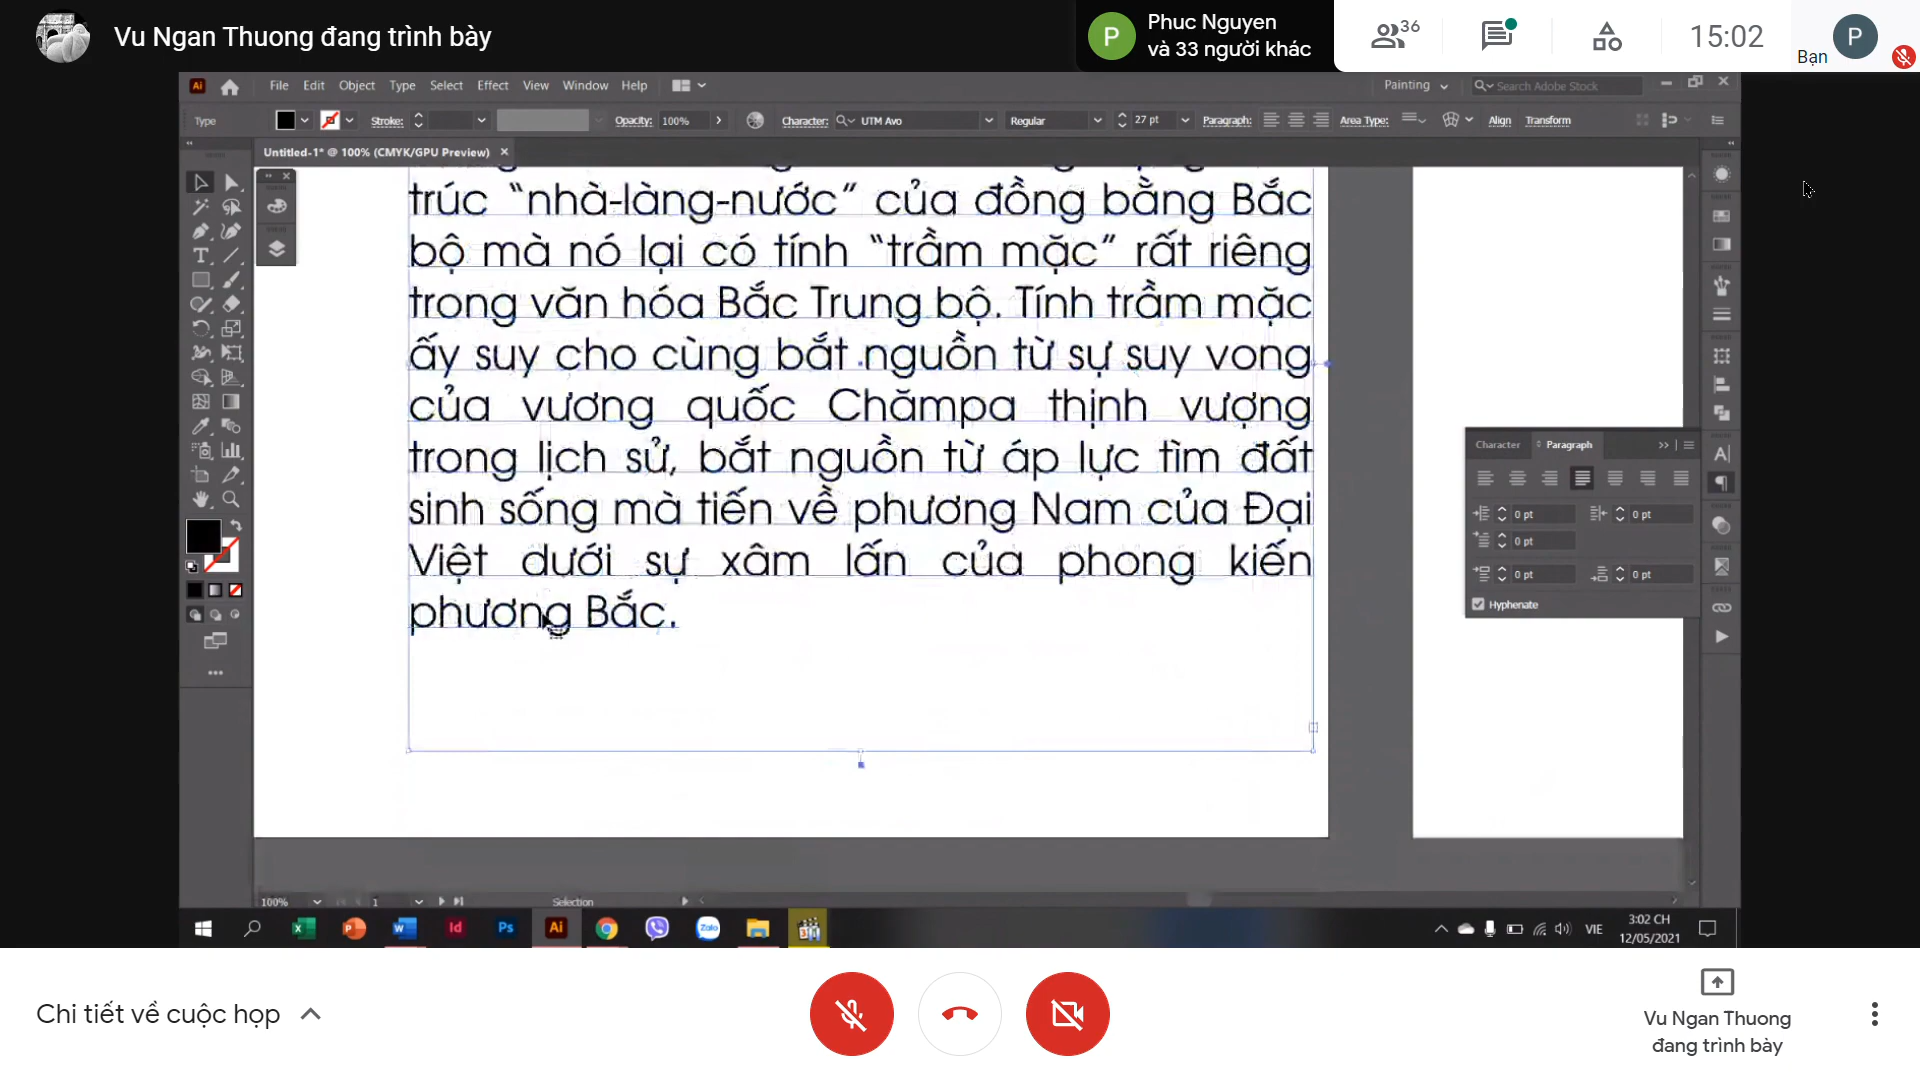 Vu Ngan Thuong đang trình bày
P
Phuc Nguyen
và 33 người khác
36
15:02
Bạn
P
Ai
File Edit Object Type Select Effect View Window Help
Painting
Search Adobe Stock
Type
Stroke:
Opacity: 100%
Character: UTM Avo
Regular
27 pt
Paragraph:
Area Type:
Align
Transform
Untitled-1* @ 100% (CMYK/GPU Preview)
trúc “nhà-làng-nước” của đồng bằng Bắc
bộ mà nó lại có tính “trầm mặc” rất riêng
trong văn hóa Bắc Trung bộ. Tính trầm mặc
ấy suy cho cùng bắt nguồn từ sự suy vong
của vương quốc Chămpa thịnh vượng
trong lịch sử, bắt nguồn từ áp lực tìm đất
sinh sống mà tiến về phương Nam của Đại
Việt dưới sự xâm lấn của phong kiến
phương Bắc.
Character Paragraph
0 pt 0 pt
0 pt
0 pt 0 pt
Hyphenate
100% 1 Selection
Id Ps Ai Zalo
VIE
3:02 CH
12/05/2021
Chi tiết về cuộc họp
Vu Ngan Thuong
đang trình bày